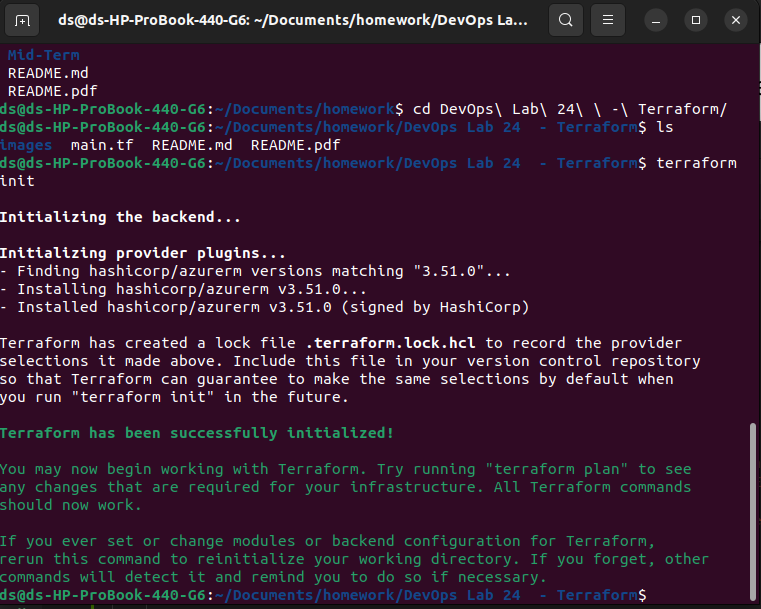 ds@ds-HP-ProBook-440-G6: ~/Documents/homework/DevOps La...
Mid-Term
README.md
README.pdf
ds@ds-HP-ProBook-440-G6:~/Documents/homework$ cd DevOps\ Lab\ 24\ \ -\ Terraform/
ds@ds-HP-ProBook-440-G6:~/Documents/homework/DevOps Lab 24  - Terraform$ ls
images  main.tf  README.md  README.pdf
ds@ds-HP-ProBook-440-G6:~/Documents/homework/DevOps Lab 24  - Terraform$ terraform
init
Initializing the backend...
Initializing provider plugins...
- Finding hashicorp/azurerm versions matching "3.51.0"...
- Installing hashicorp/azurerm v3.51.0...
- Installed hashicorp/azurerm v3.51.0 (signed by HashiCorp)
Terraform has created a lock file .terraform.lock.hcl to record the provider
selections it made above. Include this file in your version control repository
so that Terraform can guarantee to make the same selections by default when
you run "terraform init" in the future.
Terraform has been successfully initialized!
You may now begin working with Terraform. Try running "terraform plan" to see
any changes that are required for your infrastructure. All Terraform commands
should now work.
If you ever set or change modules or backend configuration for Terraform,
rerun this command to reinitialize your working directory. If you forget, other
commands will detect it and remind you to do so if necessary.
ds@ds-HP-ProBook-440-G6:~/Documents/homework/DevOps Lab 24  - Terraform$